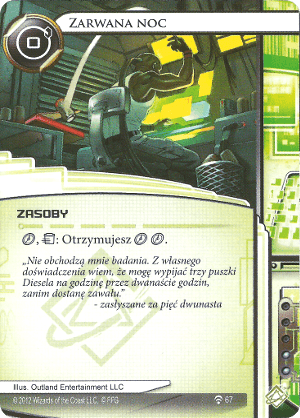 Zarwana noc
0
ZASOBY
, : Otrzymujesz .
„Nie obchodzą mnie badania. Z własnego
doświadczenia wiem, że mogę wypijać trzy puszki
Diesela na godzinę przez dwanaście godzin,
zanim dostanę zawału.”
- zasłyszane za pięć dwunasta
Illus. Outland Entertainment LLC
© 2012 Wizards of the Coast LLC. © FFG
67